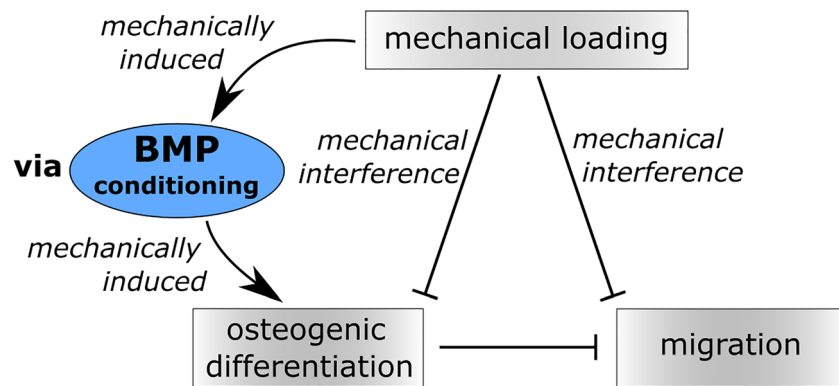 mechanically
induced
mechanical loading
via
BMP
conditioning
mechanical
interference
mechanical
interference
mechanically
induced
osteogenic
differentiation
migration